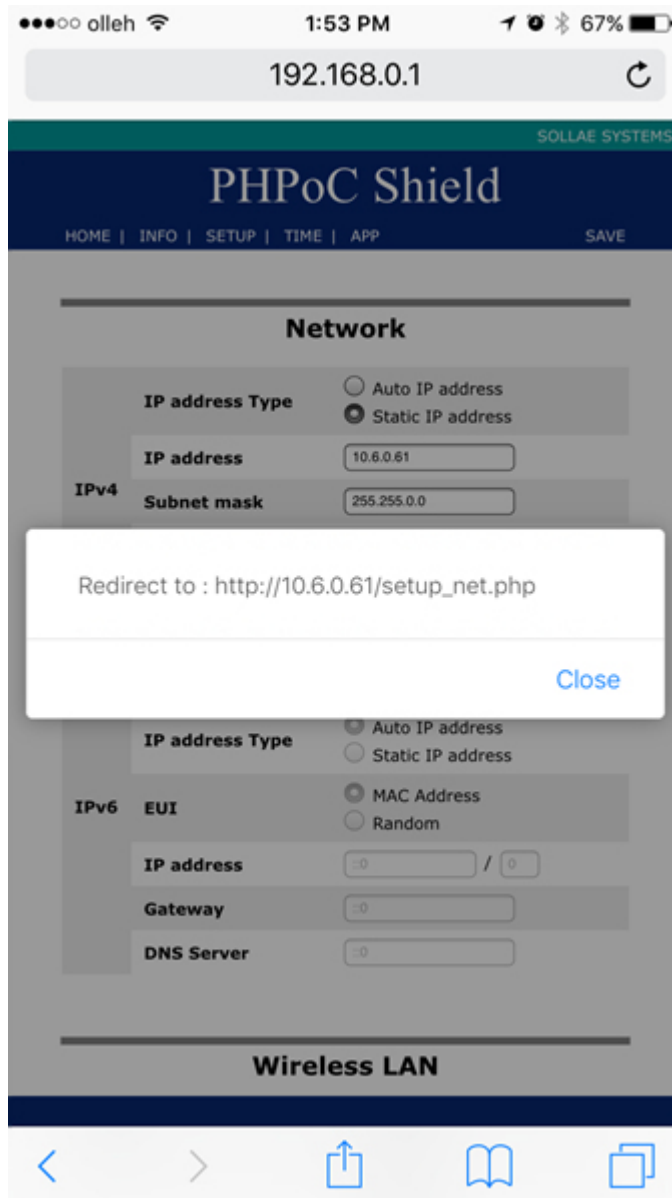 olleh 1:53 PM 67%
192.168.0.1
SOLLAE SYSTEMS
PHPoC Shield
HOME | INFO | SETUP | TIME | APP SAVE
Network
IPv4
IP address Type
Auto IP address
Static IP address
IP address 10.6.0.61
Subnet mask 255.255.0.0
Redirect to : http://10.6.0.61/setup_net.php
Close
IPv6
IP address Type
Auto IP address
Static IP address
EUI
MAC Address
Random
IP address ::0 / 0
Gateway ::0
DNS Server ::0
Wireless LAN